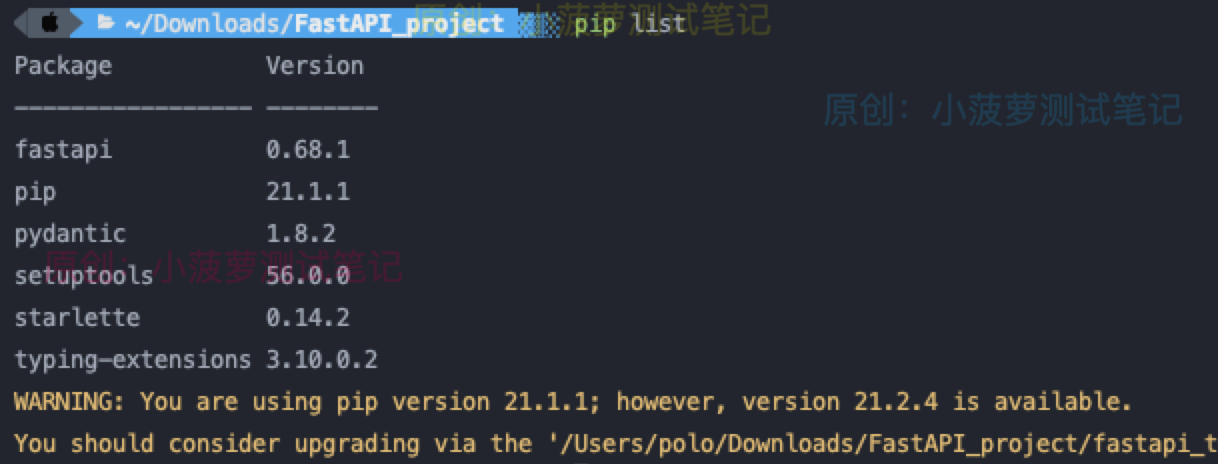 ~/Downloads/FastAPI_project pip list
原创：小菠萝测试笔记
Package Version
------------------ --------
原创：小菠萝测试笔记
fastapi 0.68.1
pip 21.1.1
pydantic 1.8.2
原创：小菠萝测试笔记
setuptools 56.0.0
starlette 0.14.2
typing-extensions 3.10.0.2
WARNING: You are using pip version 21.1.1; however, version 21.2.4 is available.
You should consider upgrading via the '/Users/polo/Downloads/FastAPI_project/fastapi_t